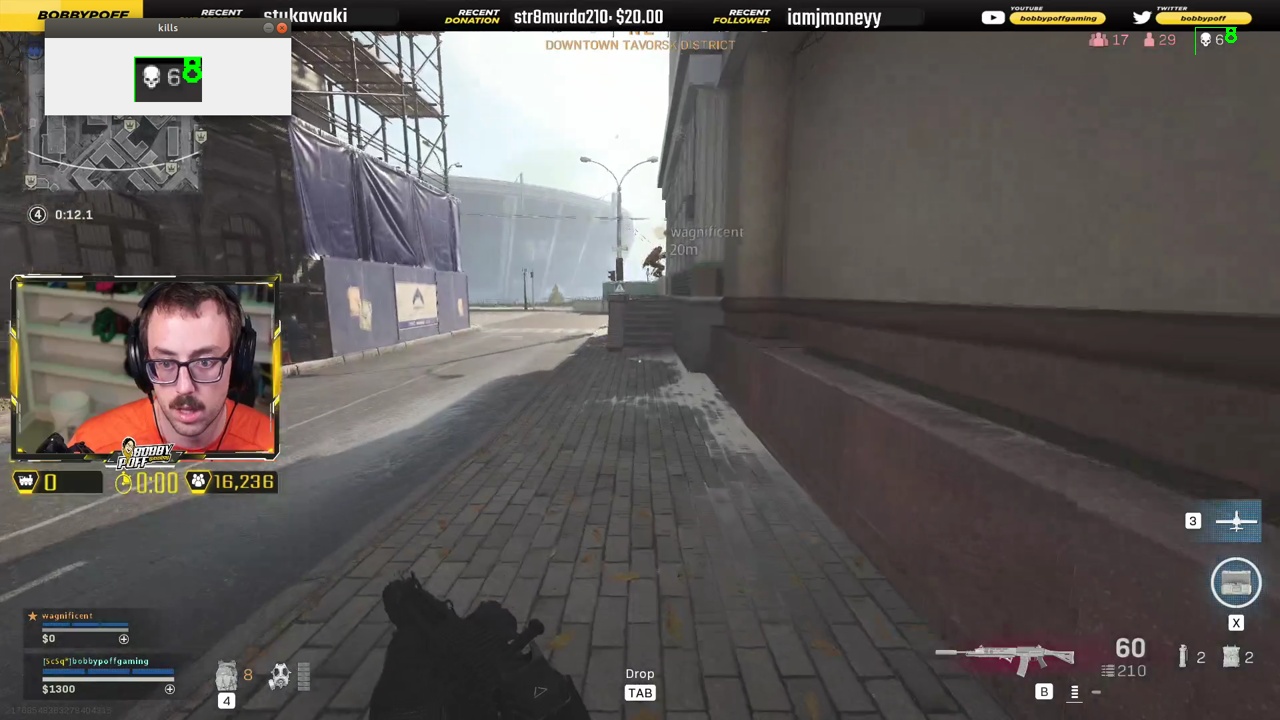 BOBBYPOFF
RECENT
stukawaki
RECENT
DONATION
str8murda210: $20.00
RECENT
FOLLOWER
iamjmoneyy
YOUTUBE
bobbypoffgaming
TWITTER
bobbypoff
kills
6 8
DOWNTOWN TAVORSK DISTRICT
17
29
6 8
4 0:12.1
wagnificent
20m
BOBBY
POFF
0
0:00
16,236
3
X
wagnificent
$0
[ScSq*]bobbypoffgaming
$1300
8
4
Drop
TAB
60
210
B
2
2